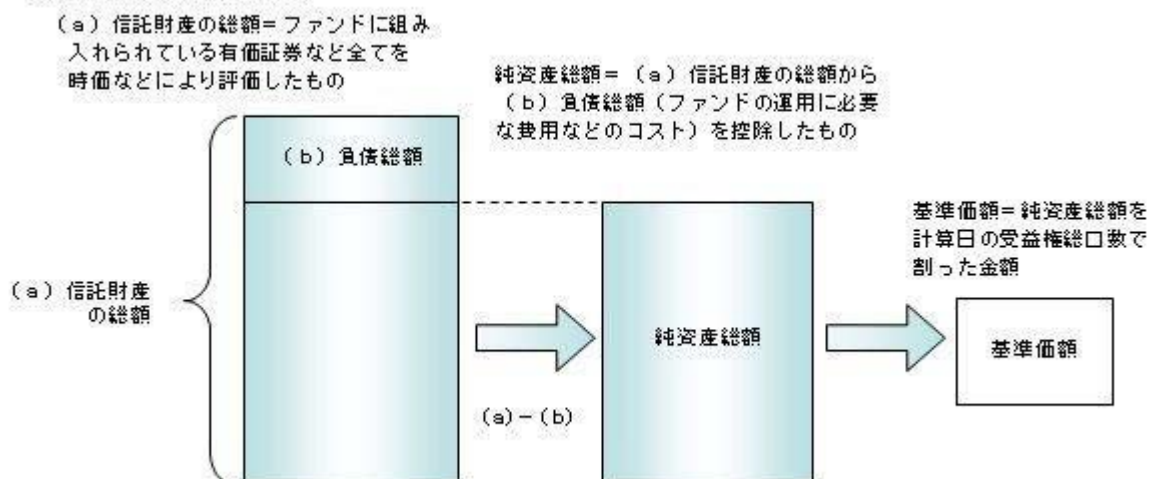 (a)信託財産の総額=ファンドに組み
入れられている有価証券など全てを
時価などにより評価したもの
純資産総額=(a)信託財産の総額から
(b)負債総額(ファンドの運用に必要
な費用などのコスト)を控除したもの
(b)負債総額
基準価額=純資産総額を
計算日の受益権総口数で
割った金額
(a)信託財産
の総額
純資産総額
基準価額
(a)-(b)